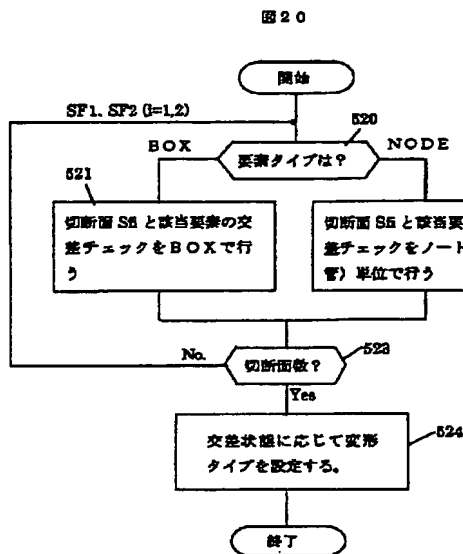 図20
開始
SF1. SF2 (i=1,2)
520
BOX
要素タイプは？
NODE
521
切断面 Sfi と該当要素の交
差チェックをBOXで行
う
切断面 Sfi と該当要
差チェックをノード
管）単位で行う
No.
切断面数？
523
Yes
交差状態に応じて変形
タイプを設定する。
524
終了